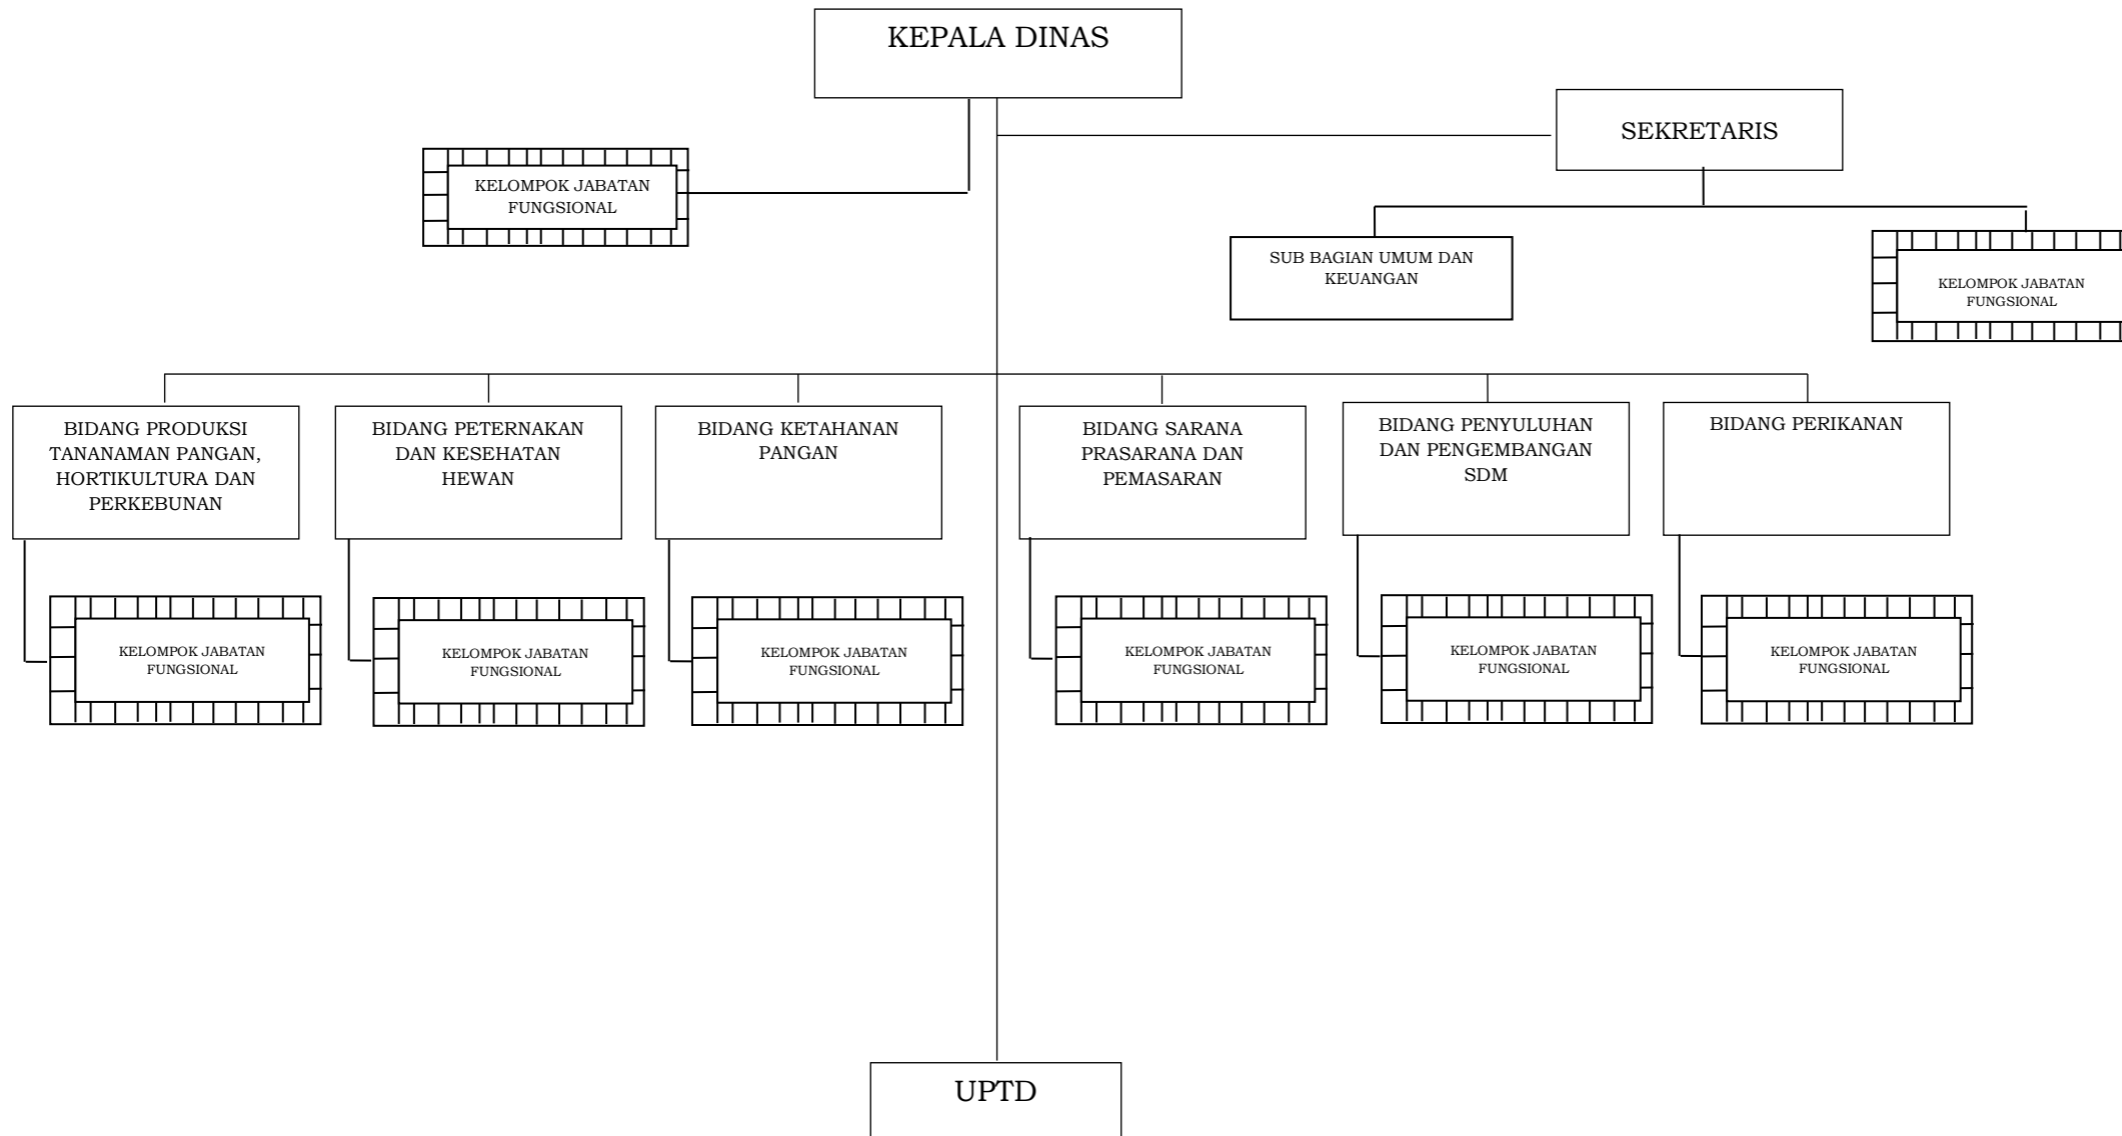 KEPALA DINAS
SEKRETARIS
KELOMPOK JABATAN
FUNGSIONAL
SUB BAGIAN UMUM DAN
KEUANGAN
KELOMPOK JABATAN
FUNGSIONAL
BIDANG PRODUKSI
TANANAMAN PANGAN,
HORTIKULTURA DAN
PERKEBUNAN
BIDANG PETERNAKAN
DAN KESEHATAN
HEWAN
BIDANG KETAHANAN
PANGAN
BIDANG SARANA
PRASARANA DAN
PEMASARAN
BIDANG PENYULUHAN
DAN PENGEMBANGAN
SDM
BIDANG PERIKANAN
KELOMPOK JABATAN
FUNGSIONAL
KELOMPOK JABATAN
FUNGSIONAL
KELOMPOK JABATAN
FUNGSIONAL
KELOMPOK JABATAN
FUNGSIONAL
KELOMPOK JABATAN
FUNGSIONAL
KELOMPOK JABATAN
FUNGSIONAL
UPTD